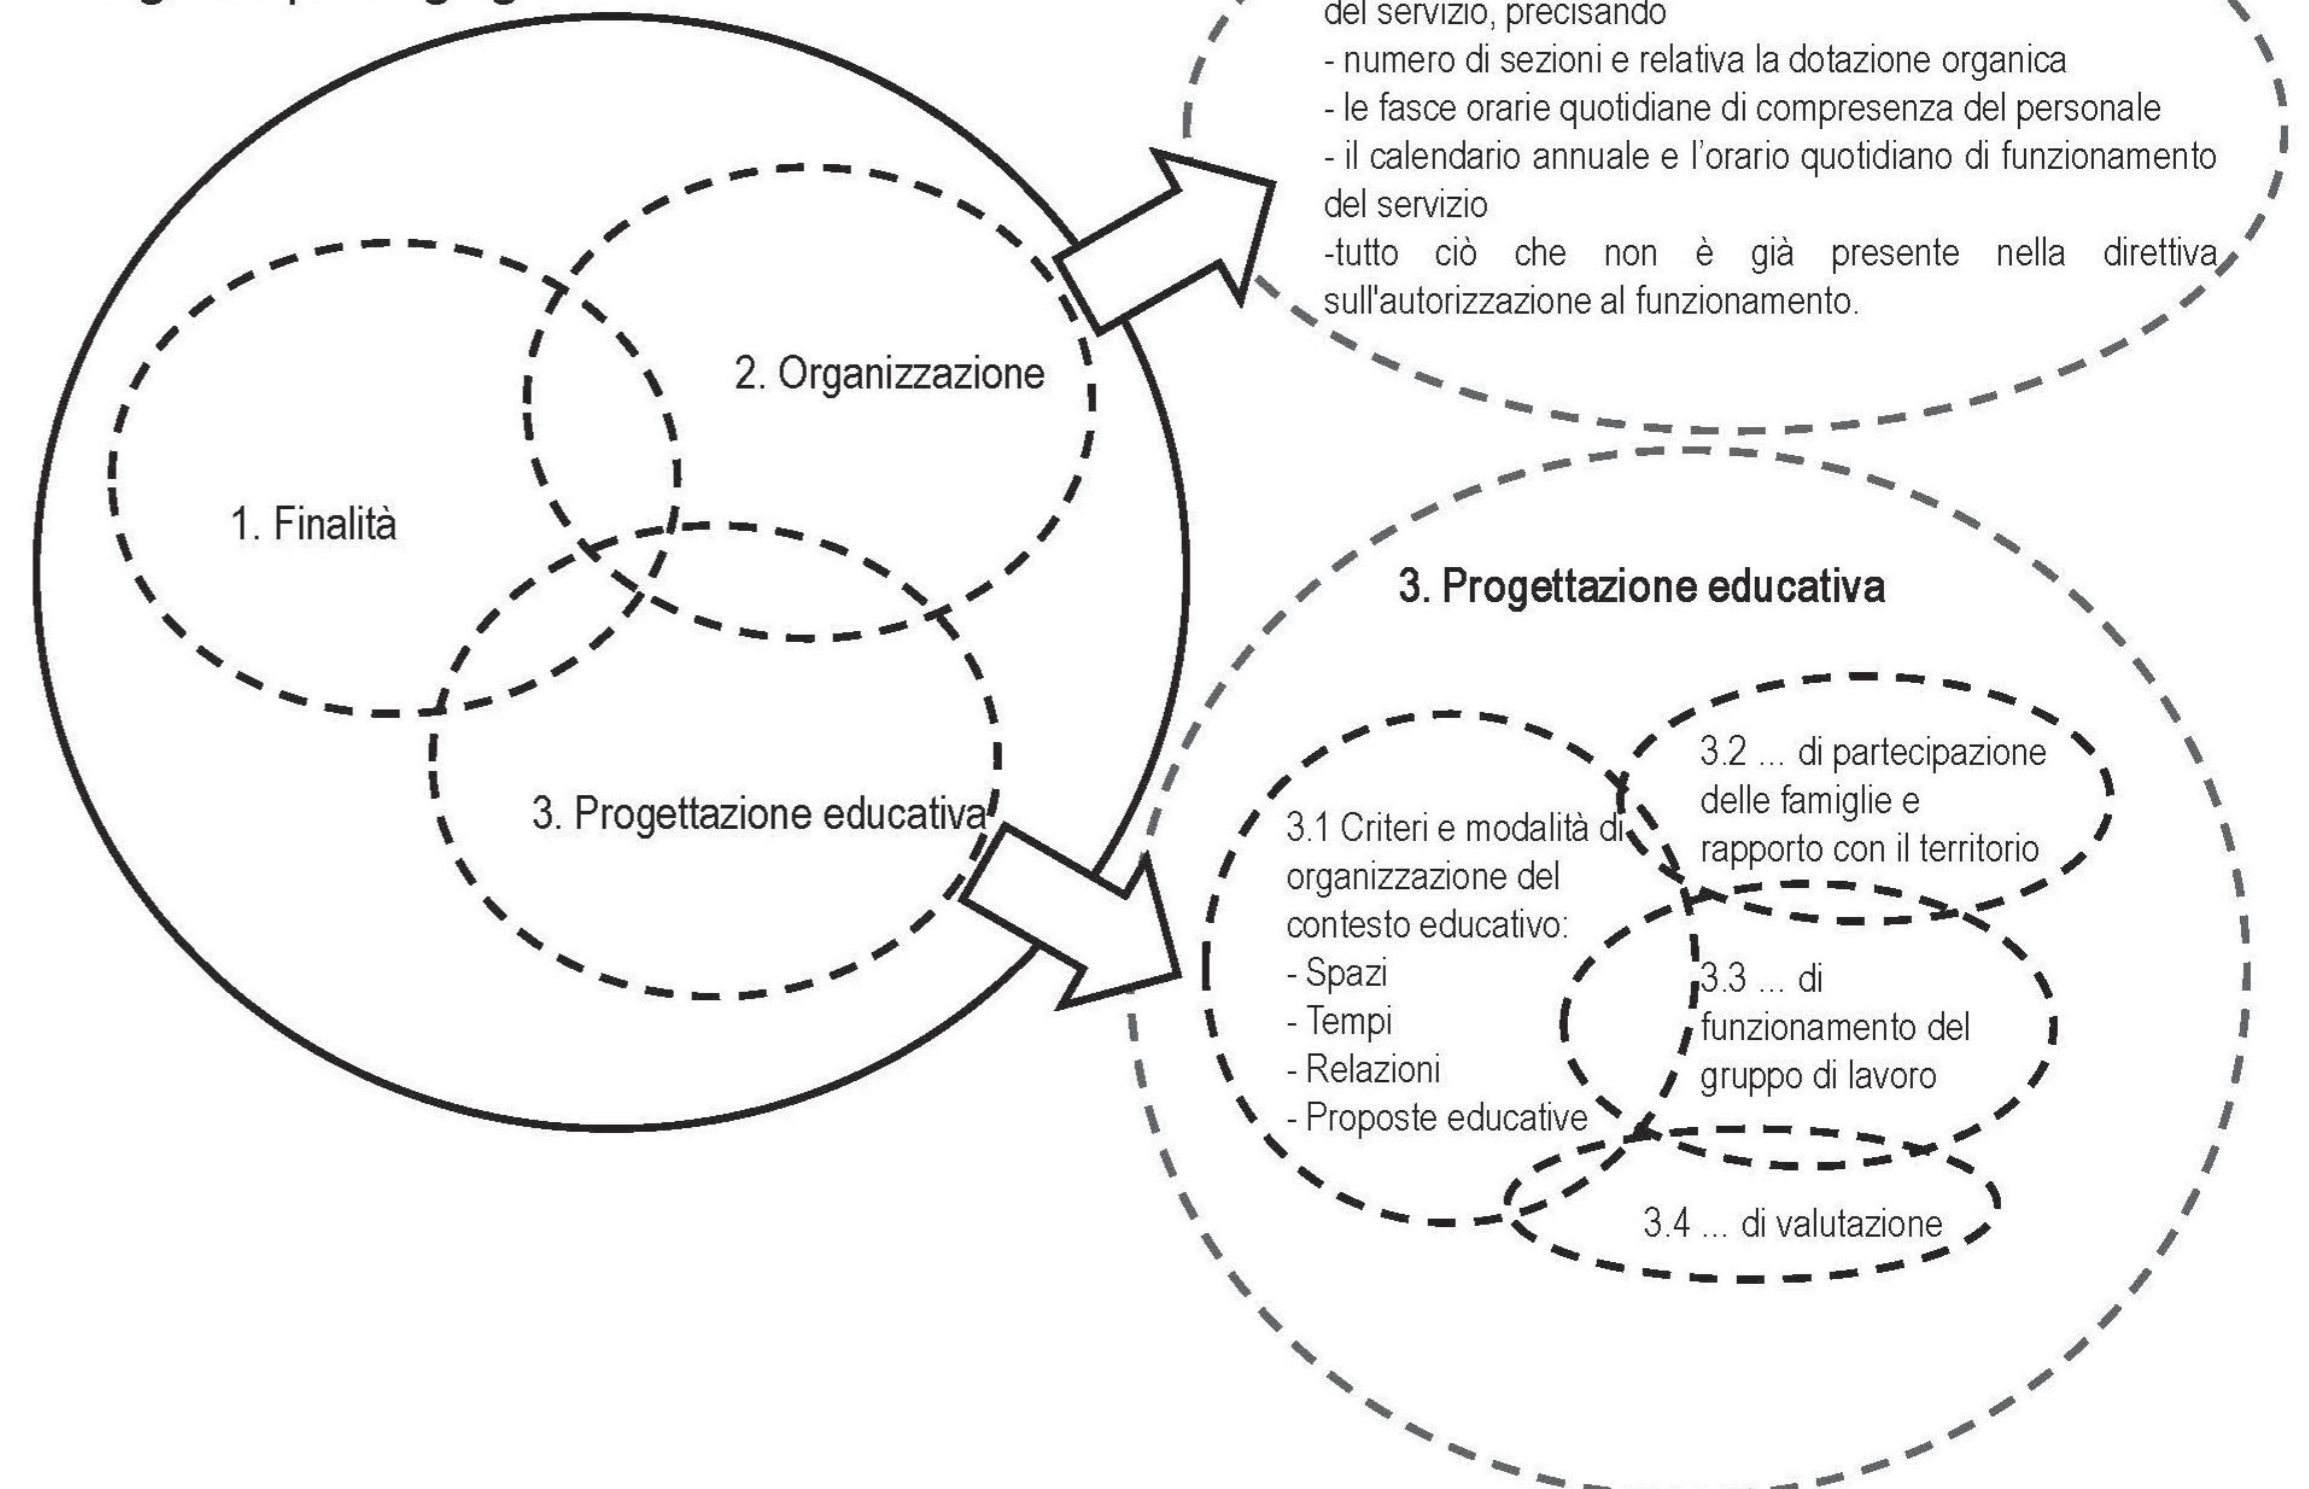 del servizio, precisando
- numero di sezioni e relativa la dotazione organica
- le fasce orarie quotidiane di compresenza del personale
- il calendario annuale e l’orario quotidiano di funzionamento
del servizio
-tutto ciò che non è già presente nella direttiva
sull'autorizzazione al funzionamento.
2. Organizzazione
1. Finalità
3. Progettazione educativa
3. Progettazione educativa
3.1 Criteri e modalità di
organizzazione del
contesto educativo:
- Spazi
- Tempi
- Relazioni
- Proposte educative
3.2 ... di partecipazione
delle famiglie e
rapporto con il territorio
3.3 ... di
funzionamento del
gruppo di lavoro
3.4 ... di valutazione